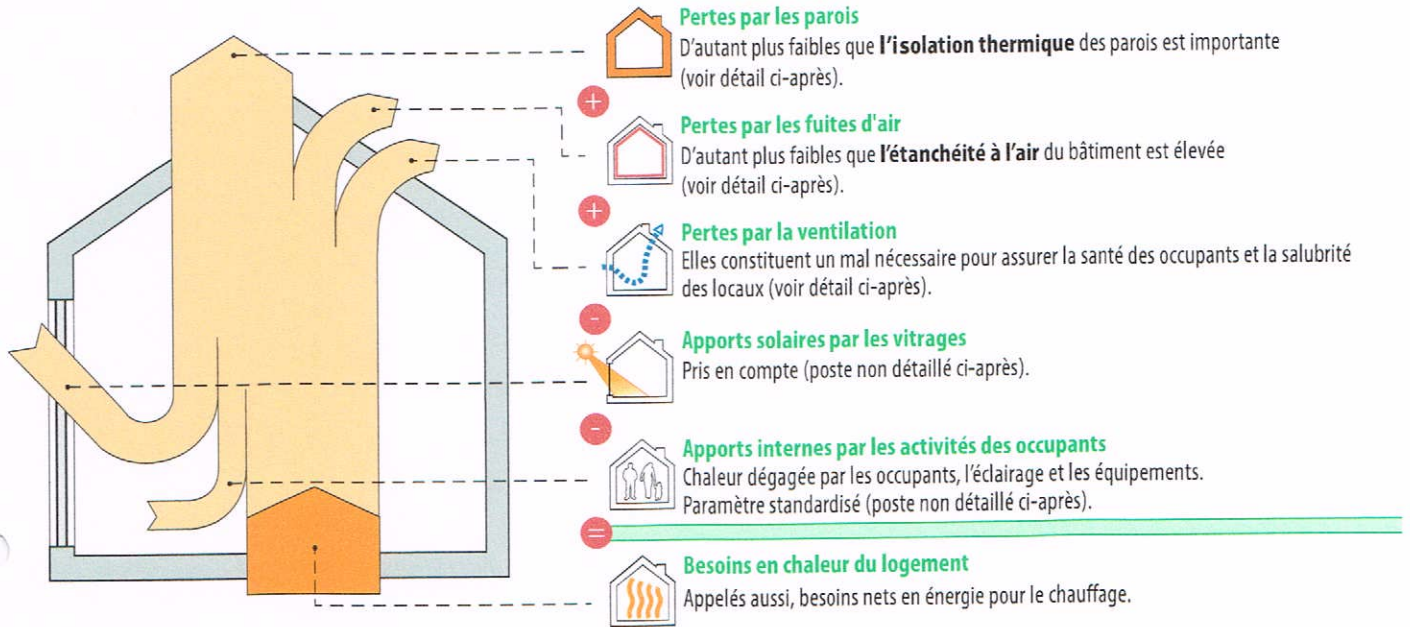 Pertes par les parois
D'autant plus faibles que l'isolation thermique des parois est importante
(voir détail ci-après).
+
Pertes par les fuites d'air
D'autant plus faibles que l'étanchéité à l'air du bâtiment est élevée
(voir détail ci-après).
+
Pertes par la ventilation
Elles constituent un mal nécessaire pour assurer la santé des occupants et la salubrité
des locaux (voir détail ci-après).
-
Apports solaires par les vitrages
Pris en compte (poste non détaillé ci-après).
-
Apports internes par les activités des occupants
Chaleur dégagée par les occupants, l'éclairage et les équipements.
Paramètre standardisé (poste non détaillé ci-après).
=
Besoins en chaleur du logement
Appelés aussi, besoins nets en énergie pour le chauffage.